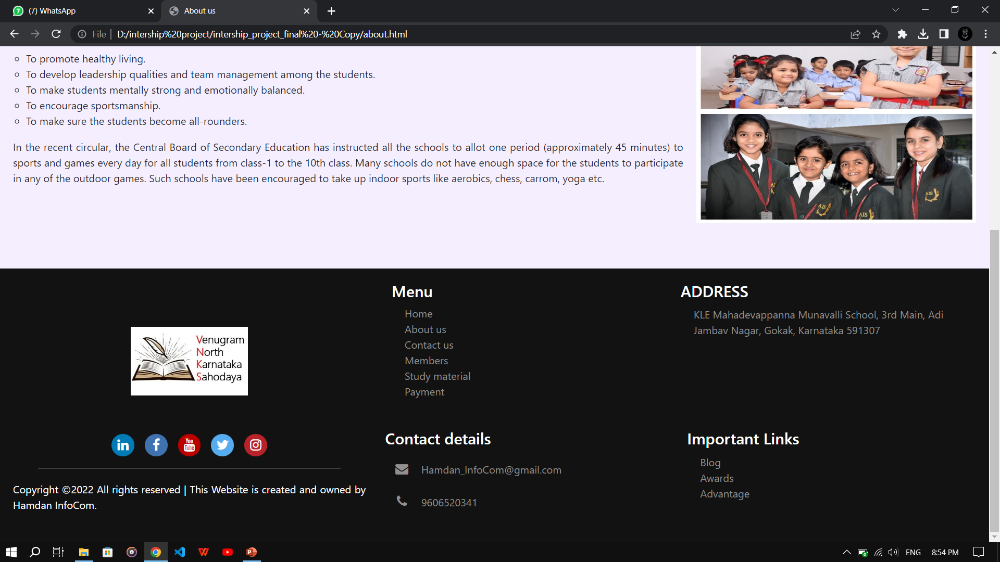 (7) WhatsApp
About us
File | D:/intership%20project/intership_project_final%20-%20Copy/about.html
To promote healthy living.
To develop leadership qualities and team management among the students.
To make students mentally strong and emotionally balanced.
To encourage sportsmanship.
To make sure the students become all-rounders.
In the recent circular, the Central Board of Secondary Education has instructed all the schools to allot one period (approximately 45 minutes) to
sports and games every day for all students from class-1 to the 10th class. Many schools do not have enough space for the students to participate
in any of the outdoor games. Such schools have been encouraged to take up indoor sports like aerobics, chess, carrom, yoga etc.
AIS
AIS
AIS
Venugram
North
Karnataka
Sahodaya
You
Tube
Copyright ©2022 All rights reserved | This Website is created and owned by
Hamdan InfoCom.
Menu
Home
About us
Contact us
Members
Study material
Payment
Contact details
Hamdan_InfoCom@gmail.com
9606520341
ADDRESS
KLE Mahadevappanna Munavalli School, 3rd Main, Adi
Jambav Nagar, Gokak, Karnataka 591307
Important Links
Blog
Awards
Advantage
ENG
8:54 PM